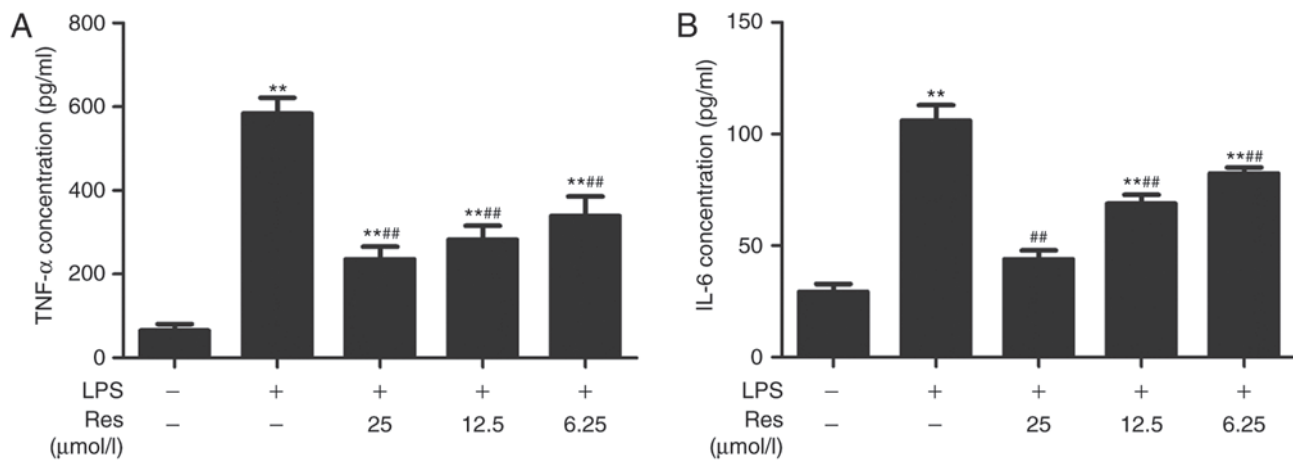 A
TNF-α concentration (pg/ml)
800
600
400
200
0
**
**##
**##
**##
LPS − + + + +
Res − − 25 12.5 6.25
(μmol/l)
B
IL-6 concentration (pg/ml)
150
100
50
0
**
##
**##
**##
LPS − + + + +
Res − − 25 12.5 6.25
(μmol/l)